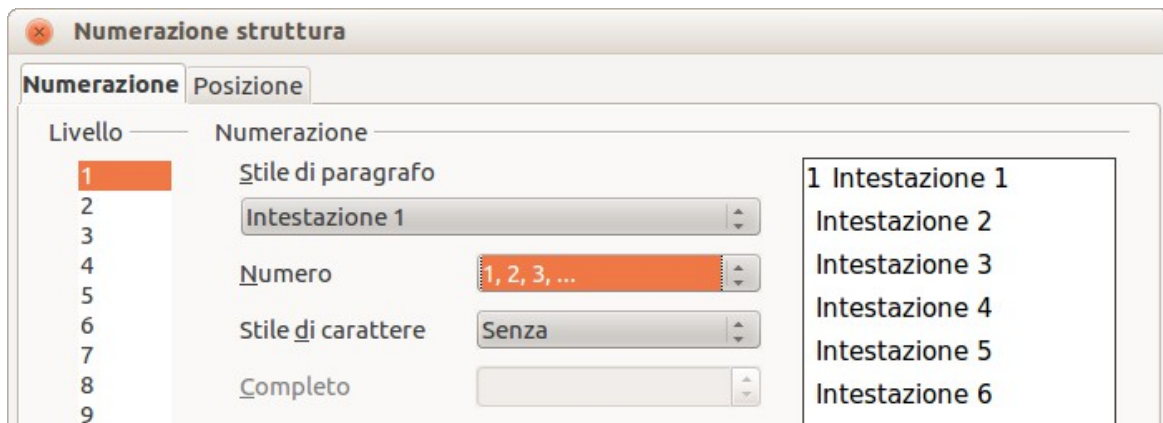 Numerazione struttura
Numerazione Posizione
Livello
1
2
3
4
5
6
7
8
9
Numerazione
Stile di paragrafo
Intestazione 1
Numero 1, 2, 3, ...
Stile di carattere Senza
Completo
1 Intestazione 1
Intestazione 2
Intestazione 3
Intestazione 4
Intestazione 5
Intestazione 6